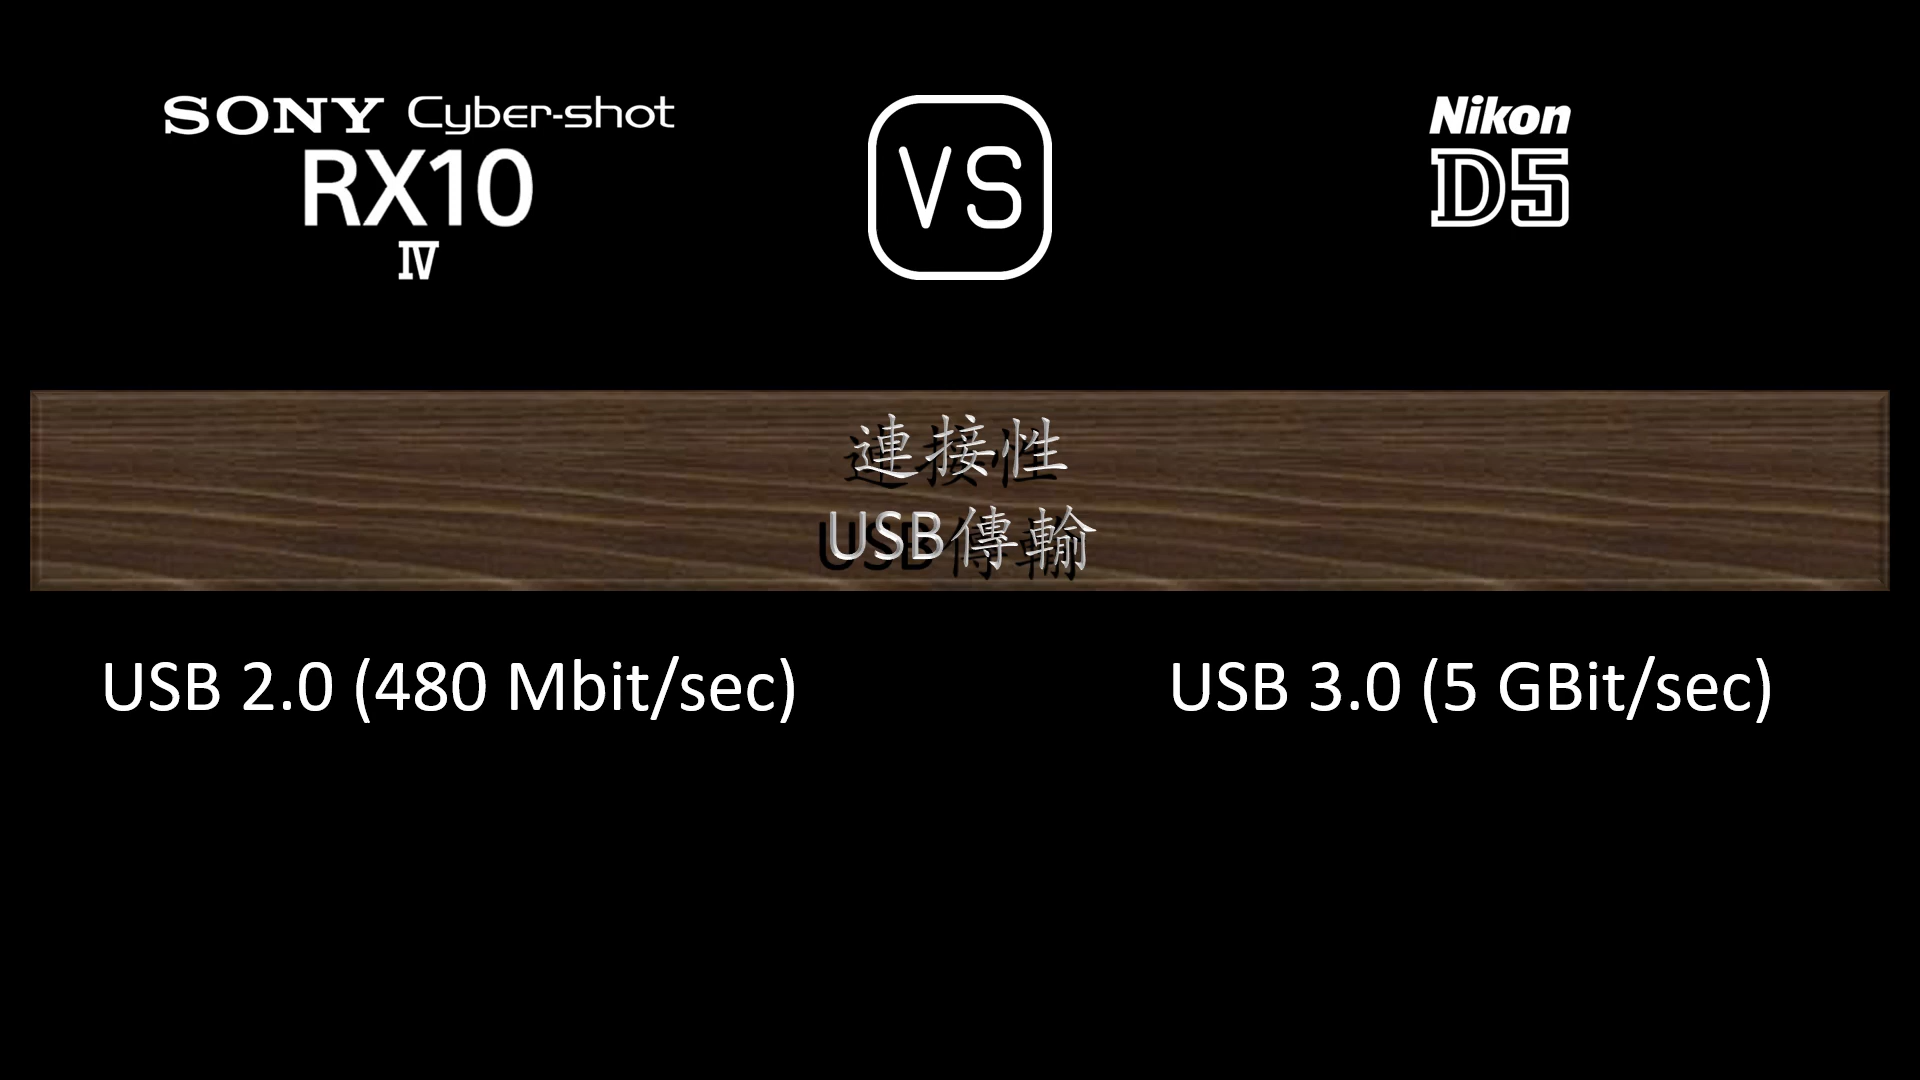 SONY Cyber-shot
RX10
IV
VS
Nikon
D5
連接性
USB傳輸
USB 2.0 (480 Mbit/sec)
USB 3.0 (5 GBit/sec)